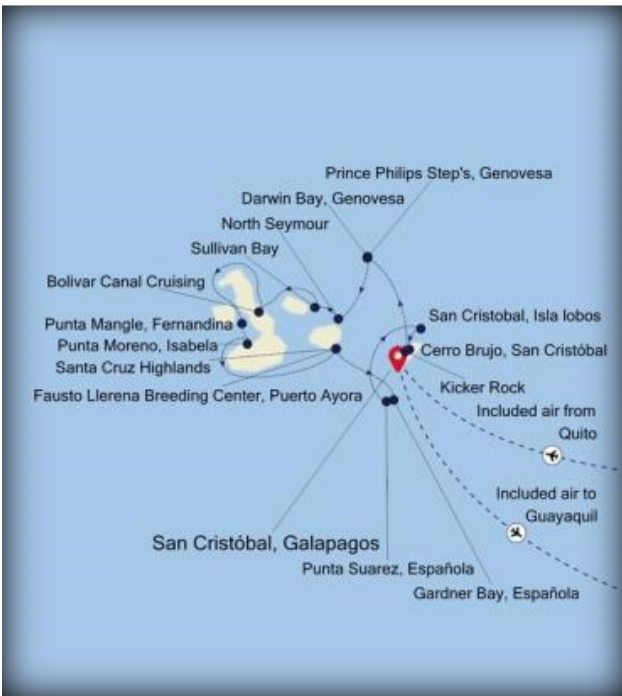 Prince Philips Step's, Genovesa
Darwin Bay, Genovesa
North Seymour
Sullivan Bay
Bolivar Canal Cruising
San Cristobal, Isla lobos
Punta Mangle, Fernandina
Punta Moreno, Isabela
Cerro Brujo, San Cristóbal
Santa Cruz Highlands
Kicker Rock
Fausto Llerena Breeding Center, Puerto Ayora
Included air from
Quito
Included air to
Guayaquil
San Cristóbal, Galapagos
Punta Suarez, Española
Gardner Bay, Española